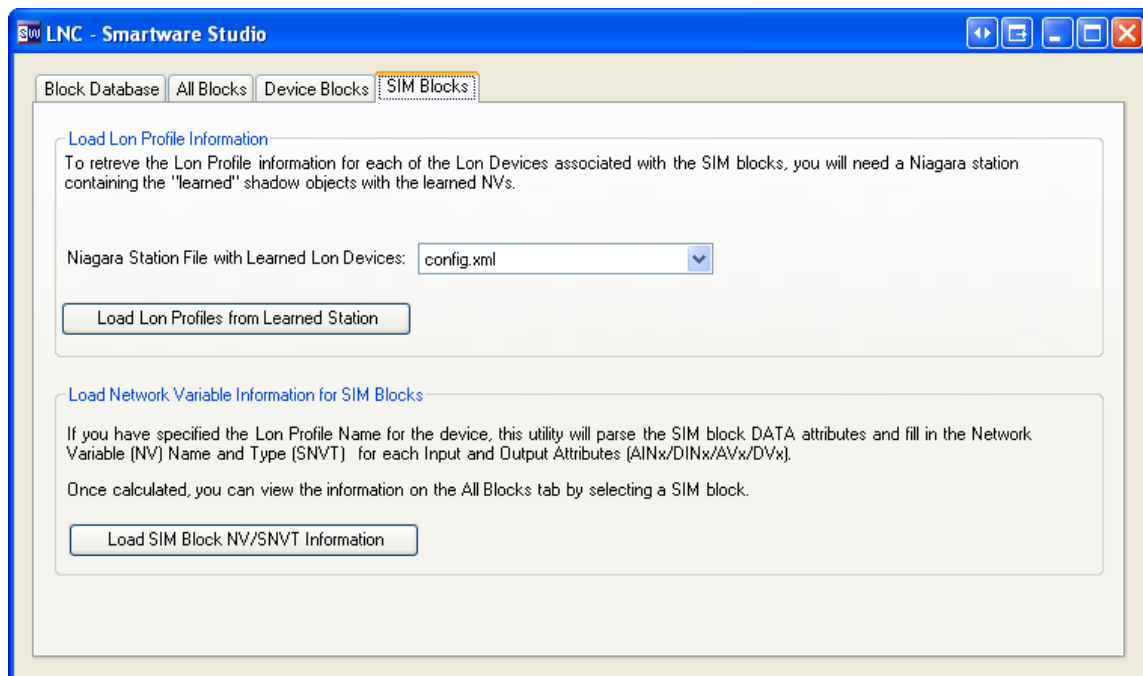 SW LNC - Smartware Studio
Block Database All Blocks Device Blocks SIM Blocks
Load Lon Profile Information
To retreve the Lon Profile information for each of the Lon Devices associated with the SIM blocks, you will need a Niagara station
containing the "learned" shadow objects with the learned NVs.
Niagara Station File with Learned Lon Devices: config.xml
Load Lon Profiles from Learned Station
Load Network Variable Information for SIM Blocks
If you have specified the Lon Profile Name for the device, this utility will parse the SIM block DATA attributes and fill in the Network
Variable (NV) Name and Type (SNVT) for each Input and Output Attributes (AINx/DINx/AVx/DVx).
Once calculated, you can view the information on the All Blocks tab by selecting a SIM block.
Load SIM Block NV/SNVT Information